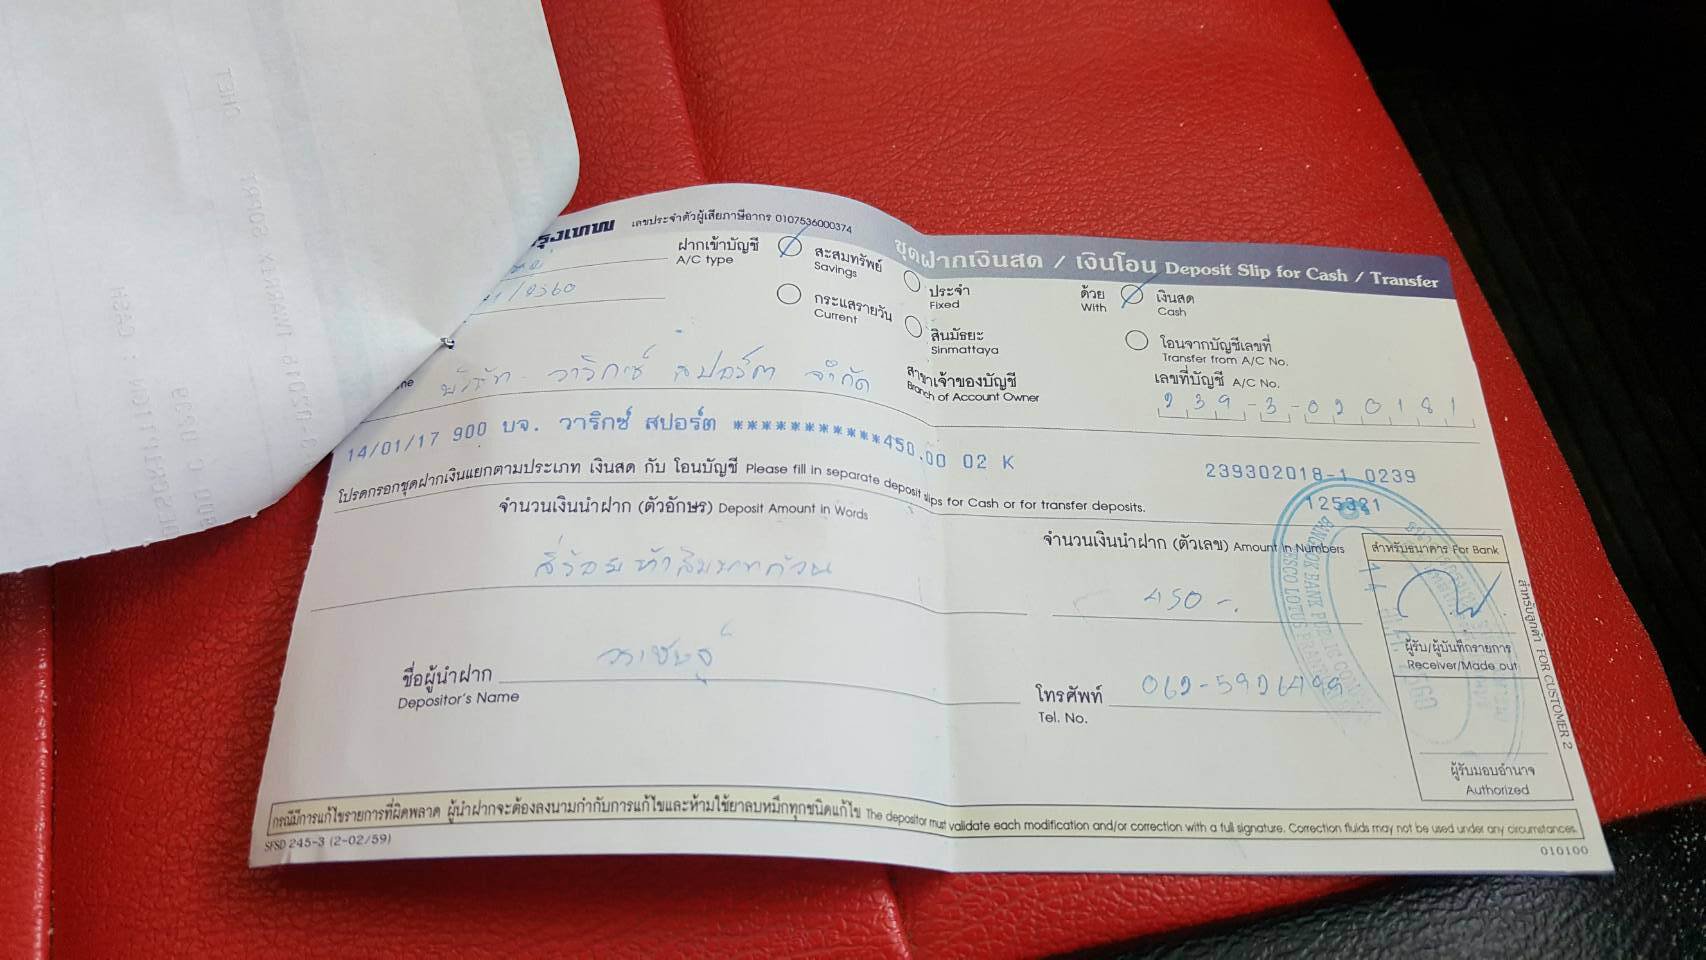 กรุงเทพ เลขประจำตัวผู้เสียภาษีอากร 0107536000374
ชุดฝากเงินสด / เงินโอน Deposit Slip for Cash / Transfer
ฝากเข้าบัญชี
A/C type
สะสมทรัพย์
Savings
ประจำ
Fixed
กระแสรายวัน
Current
สินมัธยะ
Sinmattaya
ด้วย
With
เงินสด
Cash
โอนจากบัญชีเลขที่
Transfer from A/C No.
บริษัท วาริกซ์ สปอร์ต จำกัด
สาขาเจ้าของบัญชี
Branch of Account Owner
เลขที่บัญชี A/C No.
239-3-020181
14/01/17 900 บจ. วาริกซ์ สปอร์ต ***********450.00 02 K
239302018-1 0239
125321
โปรดกรอกชุดฝากเงินแยกตามประเภท เงินสด กับ โอนบัญชี Please fill in separate deposit slips for Cash or for transfer deposits.
จำนวนเงินนำฝาก (ตัวอักษร) Deposit Amount in Words
จำนวนเงินนำฝาก (ตัวเลข) Amount in Numbers
สี่ร้อยห้าสิบบาทถ้วน
450-.
สำหรับธนาคาร For Bank
ผู้รับ/ผู้บันทึกรายการ
Receiver/Made out
ผู้รับมอบอำนาจ
Authorized
สำหรับลูกค้า FOR CUSTOMER 2
ชื่อผู้นำฝาก วรเชษฐ์
Depositor's Name
โทรศัพท์
Tel. No.
กรณีมีการแก้ไขรายการที่ผิดพลาด ผู้นำฝากจะต้องลงนามกำกับการแก้ไขและห้ามใช้ยาลบหมึกทุกชนิดแก้ไข The depositor must validate each modification and/or correction with a full signature. Correction fluids may not be used under any circumstances.
SFSD 245-3 (2-02/59)
010100